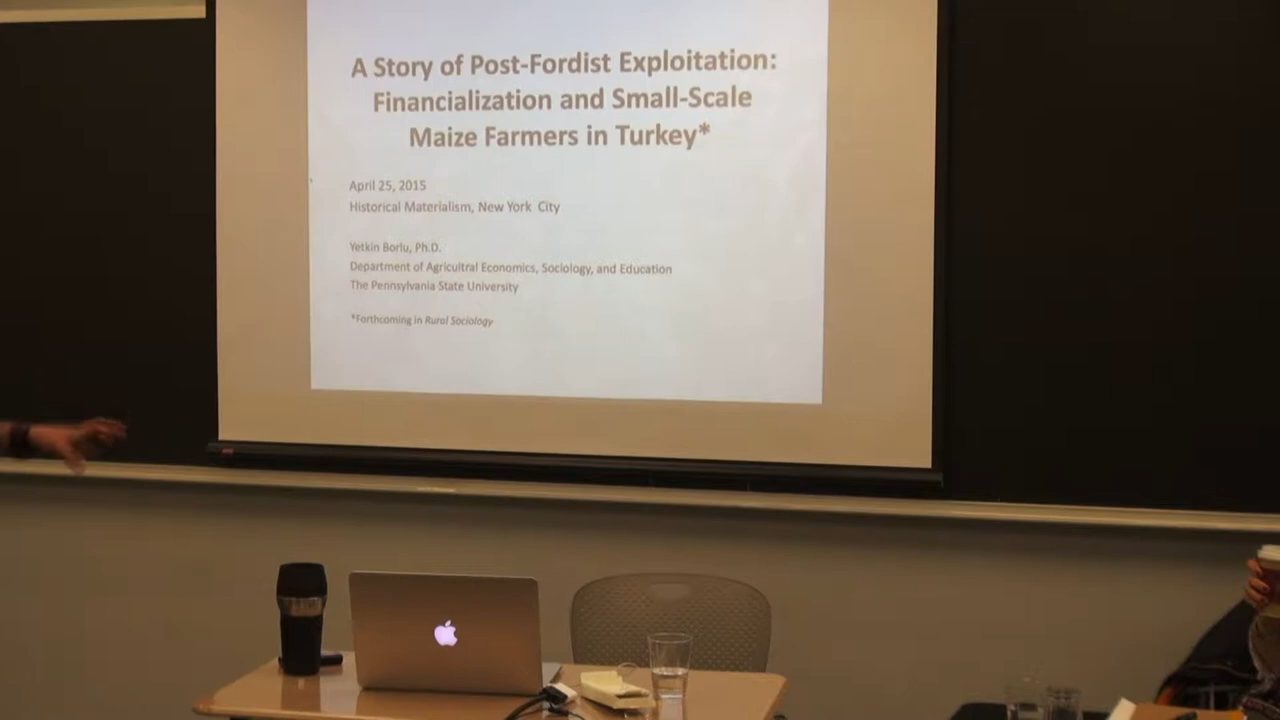 A Story of Post-Fordist Exploitation:
Financialization and Small-Scale
Maize Farmers in Turkey*
April 25, 2015
Historical Materialism, New York City
Yetkin Borlu, Ph.D.
Department of Agricultral Economics, Sociology, and Education
The Pennsylvania State University
*Forthcoming in Rural Sociology